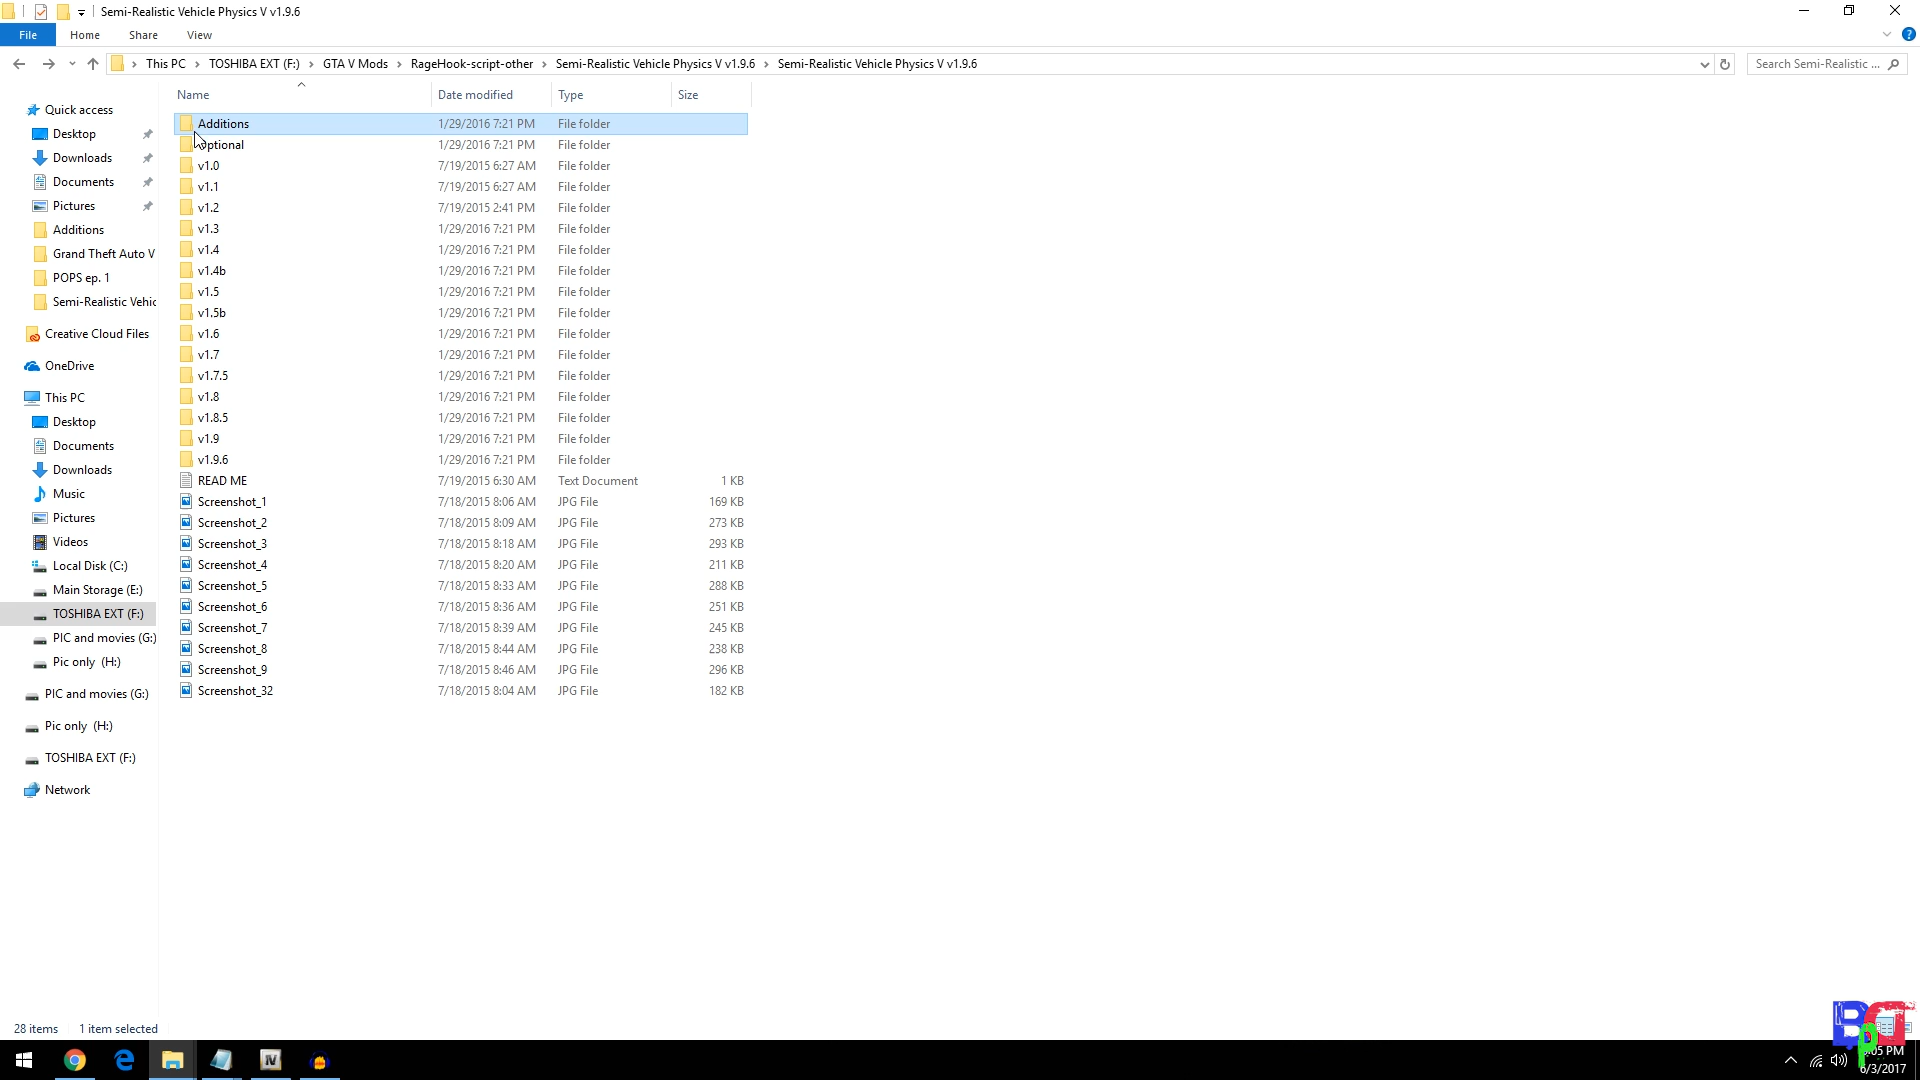 Semi-Realistic Vehicle Physics V v1.9.6
File Home Share View
This PC TOSHIBA EXT (F:) GTA V Mods RageHook-script-other Semi-Realistic Vehicle Physics V v1.9.6 Semi-Realistic Vehicle Physics V v1.9.6
Search Semi-Realistic ...
Name Date modified Type Size
Quick access
Desktop
Downloads
Documents
Pictures
Additions
Grand Theft Auto V
POPS ep. 1
Semi-Realistic Vehic
Creative Cloud Files
OneDrive
This PC
Desktop
Documents
Downloads
Music
Pictures
Videos
Local Disk (C:)
Main Storage (E:)
TOSHIBA EXT (F:)
PIC and movies (G:)
Pic only (H:)
PIC and movies (G:)
Pic only (H:)
TOSHIBA EXT (F:)
Network
Additions 1/29/2016 7:21 PM File folder
ptional 1/29/2016 7:21 PM File folder
v1.0 7/19/2015 6:27 AM File folder
v1.1 7/19/2015 6:27 AM File folder
v1.2 7/19/2015 2:41 PM File folder
v1.3 1/29/2016 7:21 PM File folder
v1.4 1/29/2016 7:21 PM File folder
v1.4b 1/29/2016 7:21 PM File folder
v1.5 1/29/2016 7:21 PM File folder
v1.5b 1/29/2016 7:21 PM File folder
v1.6 1/29/2016 7:21 PM File folder
v1.7 1/29/2016 7:21 PM File folder
v1.7.5 1/29/2016 7:21 PM File folder
v1.8 1/29/2016 7:21 PM File folder
v1.8.5 1/29/2016 7:21 PM File folder
v1.9 1/29/2016 7:21 PM File folder
v1.9.6 1/29/2016 7:21 PM File folder
READ ME 7/19/2015 6:30 AM Text Document 1 KB
Screenshot_1 7/18/2015 8:06 AM JPG File 169 KB
Screenshot_2 7/18/2015 8:09 AM JPG File 273 KB
Screenshot_3 7/18/2015 8:18 AM JPG File 293 KB
Screenshot_4 7/18/2015 8:20 AM JPG File 211 KB
Screenshot_5 7/18/2015 8:33 AM JPG File 288 KB
Screenshot_6 7/18/2015 8:36 AM JPG File 251 KB
Screenshot_7 7/18/2015 8:39 AM JPG File 245 KB
Screenshot_8 7/18/2015 8:44 AM JPG File 238 KB
Screenshot_9 7/18/2015 8:46 AM JPG File 296 KB
Screenshot_32 7/18/2015 8:04 AM JPG File 182 KB
28 items 1 item selected
IV
:05 PM
6/3/2017